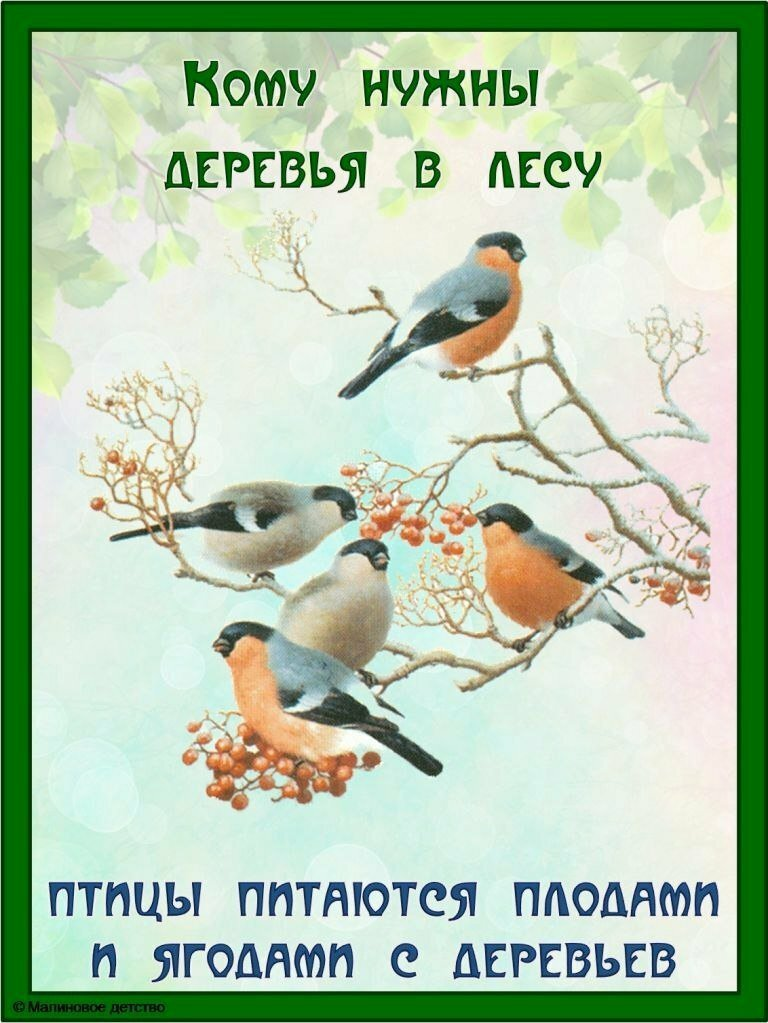 Кому нужны
деревья в лесу
птицы питаются плодами
и ягодами с деревьев
© Малиновое детство